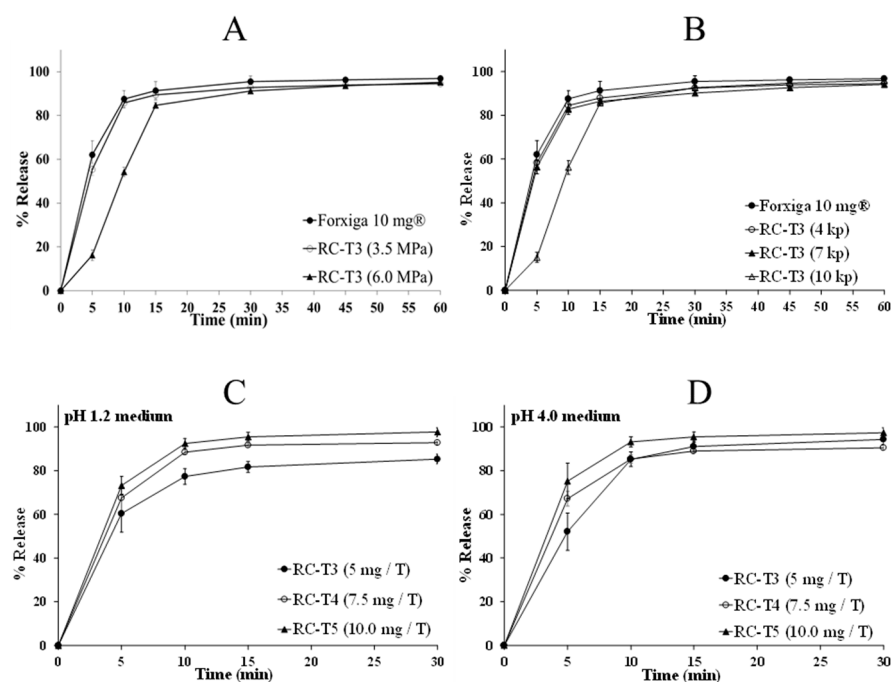 A
% Release
100
80
60
40
20
0
Forxiga 10 mg®
RC-T3 (3.5 MPa)
RC-T3 (6.0 MPa)
0 5 10 15 20 25 30 35 40 45 50 55 60
Time (min)
B
% Release
100
80
60
40
20
0
Forxiga 10 mg®
RC-T3 (4 kp)
RC-T3 (7 kp)
RC-T3 (10 kp)
0 5 10 15 20 25 30 35 40 45 50 55 60
Time (min)
C
pH 1.2 medium
% Release
100
80
60
40
20
0
RC-T3 (5 mg / T)
RC-T4 (7.5 mg / T)
RC-T5 (10.0 mg / T)
0 5 10 15 20 25 30
Time (min)
D
pH 4.0 medium
% Release
100
80
60
40
20
0
RC-T3 (5 mg / T)
RC-T4 (7.5 mg / T)
RC-T5 (10.0 mg / T)
0 5 10 15 20 25 30
Time (min)